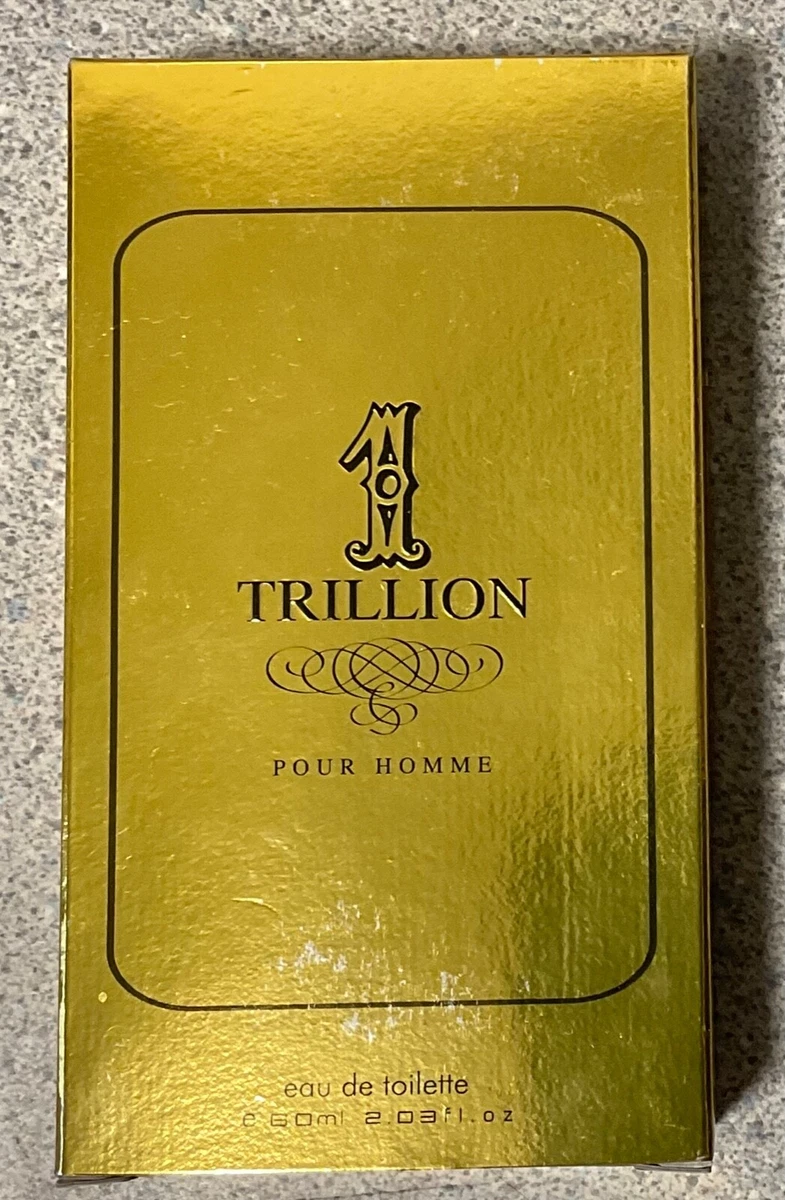 1
TRILLION
POUR HOMME
eau de toilette
e 60ml 2.03fl.oz